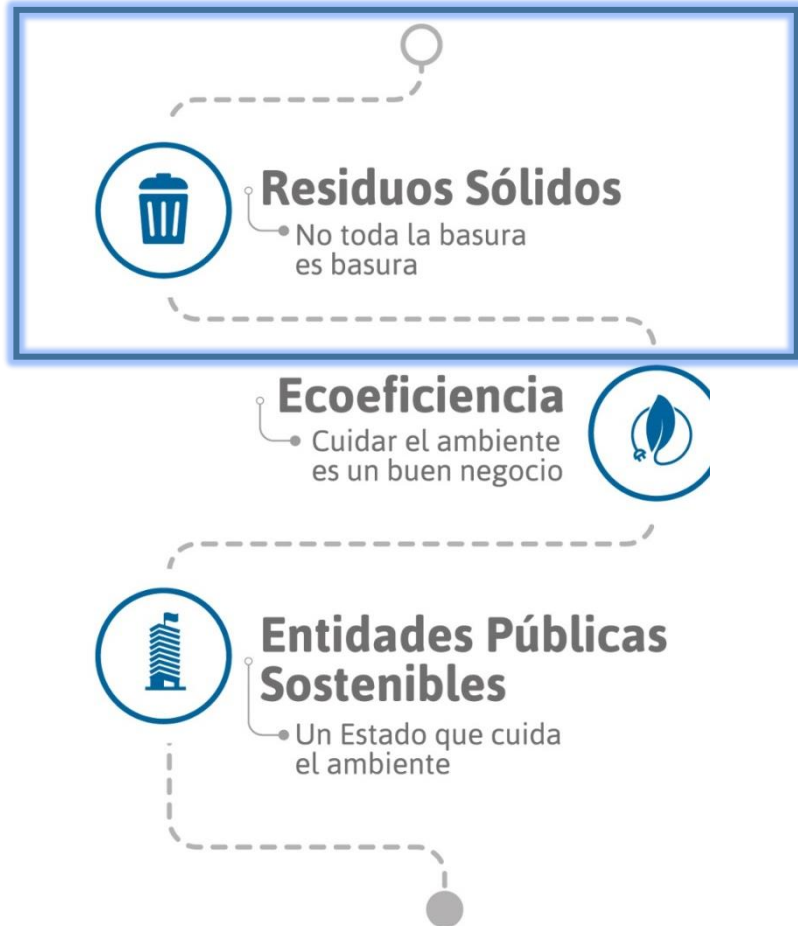 Residuos Sólidos
No toda la basura
es basura
Ecoeficiencia
Cuidar el ambiente
es un buen negocio
Entidades Públicas
Sostenibles
Un Estado que cuida
el ambiente